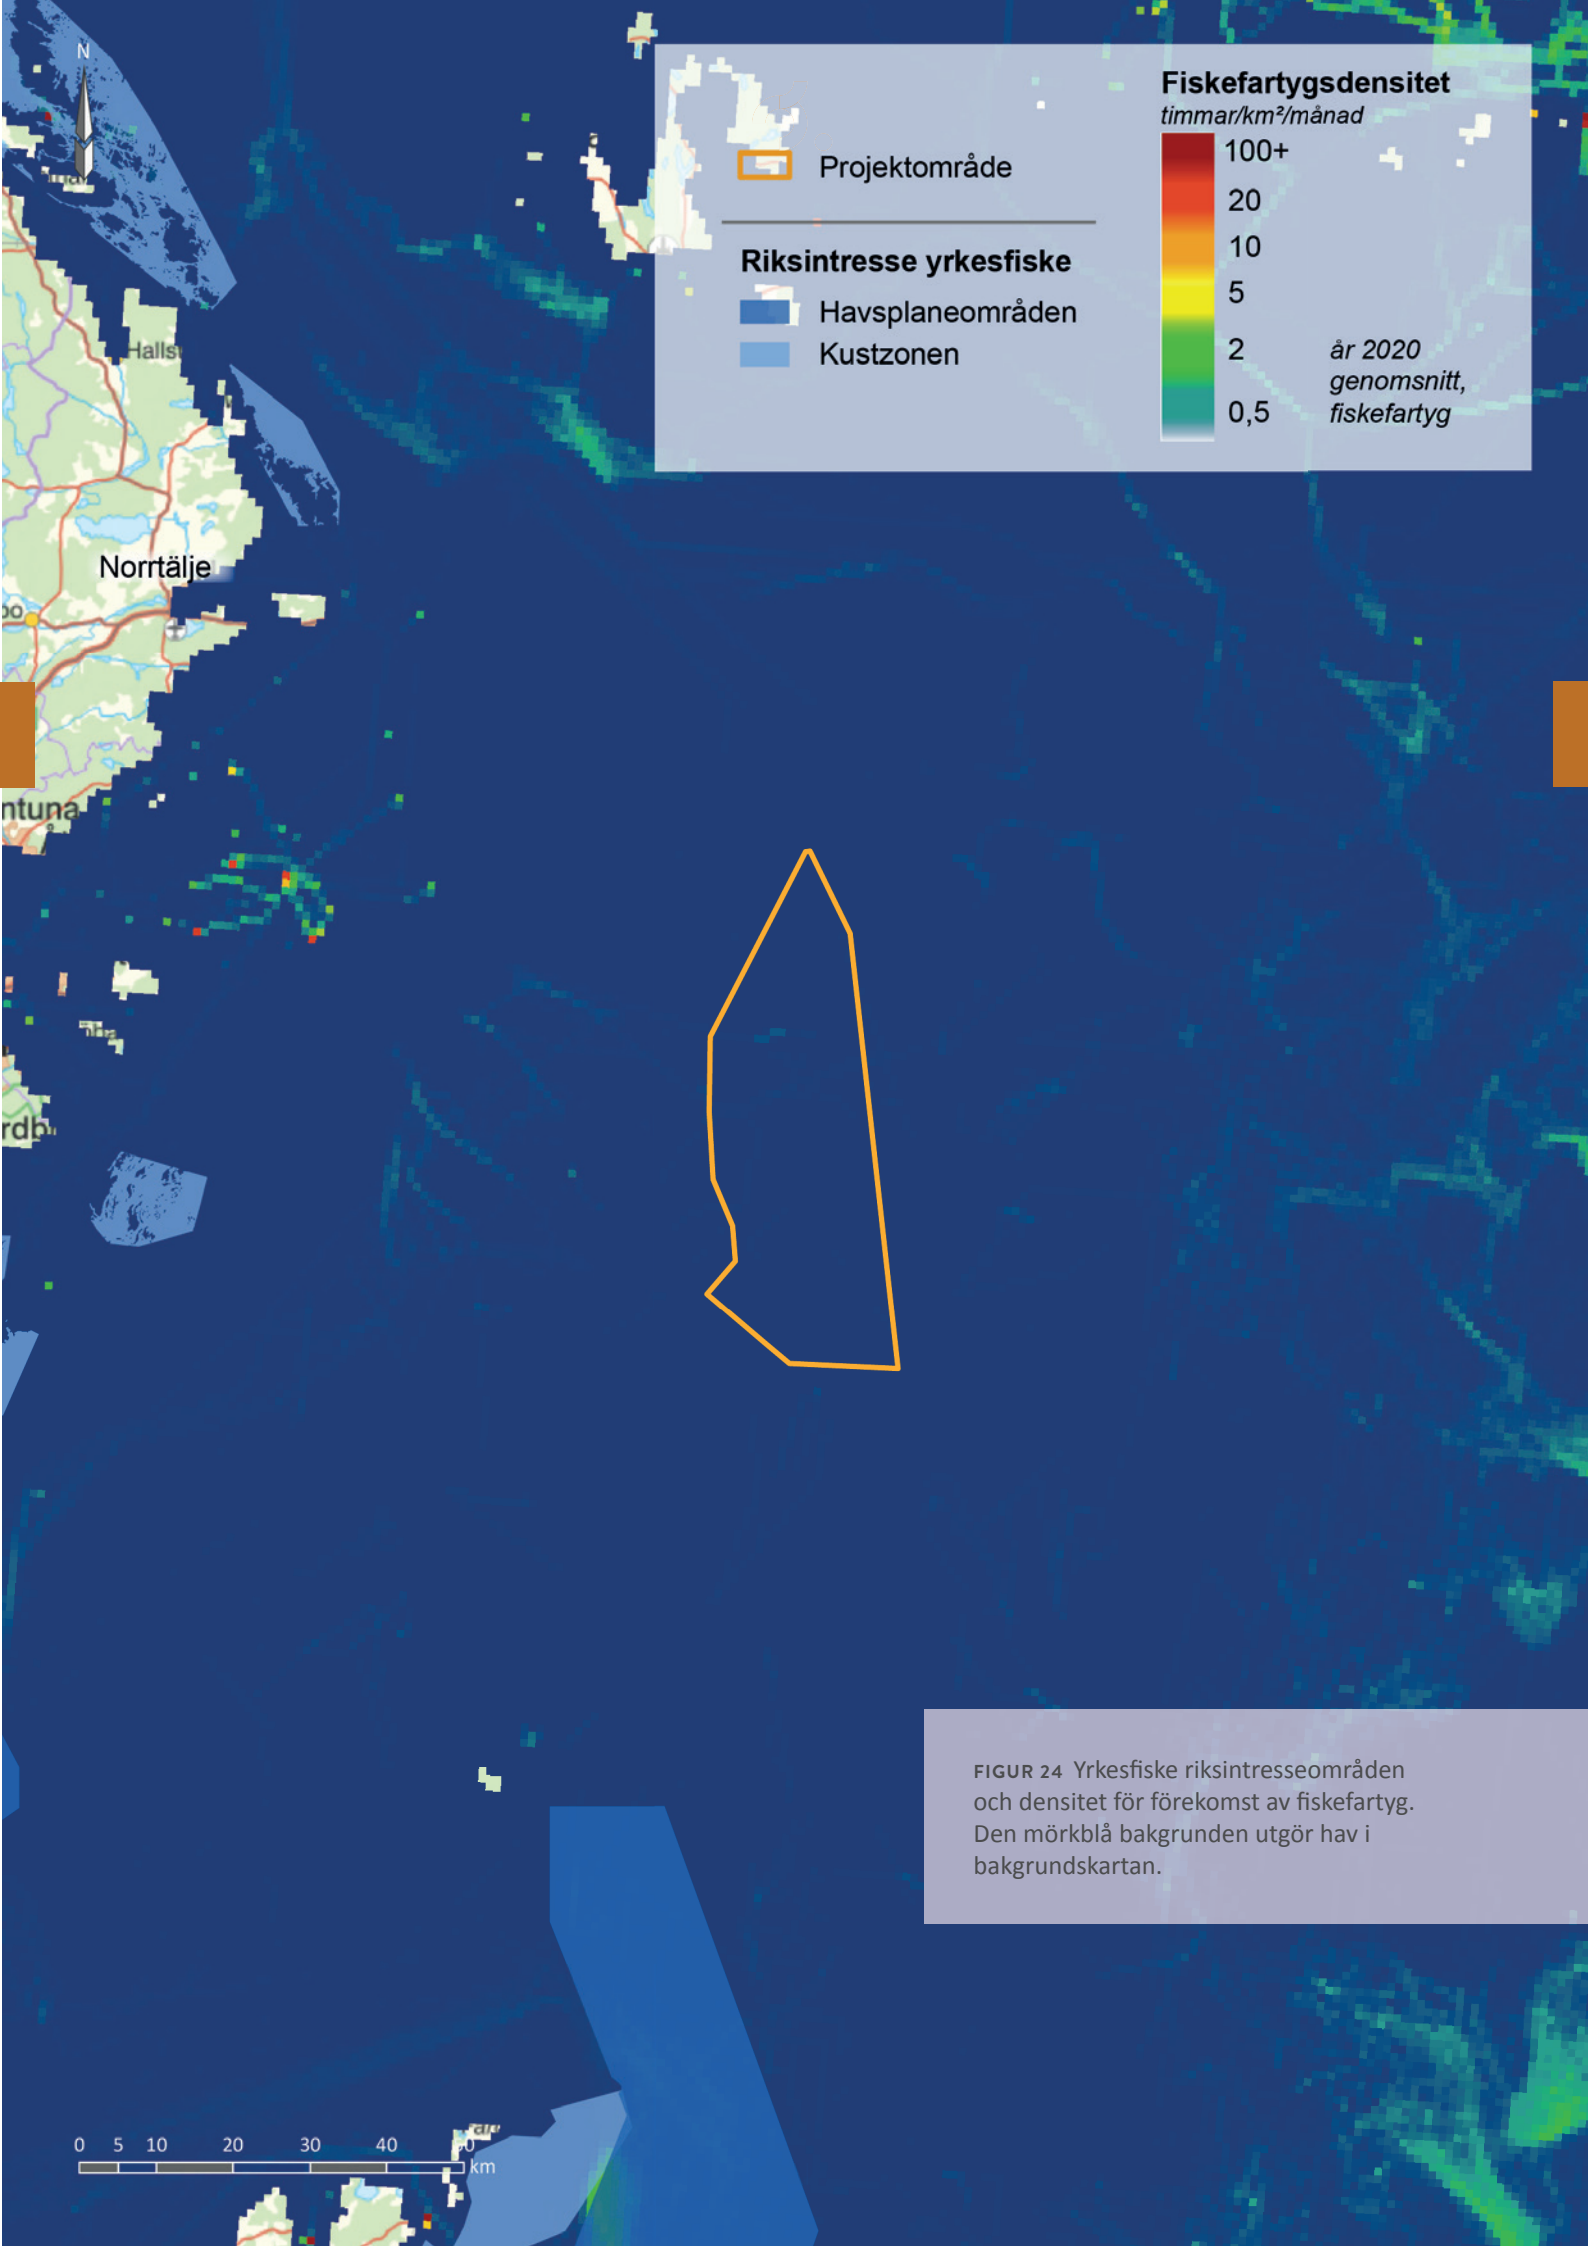 N
Fiskefartygsdensitet
timmar/km²/månad
100+
20
10
5
2
0,5
år 2020
genomsnitt,
fiskefartyg
Projektområde
Riksintresse yrkesfiske
Havsplaneområden
Kustzonen
Halls
Norrtälje
ntuna
rdb
FIGUR 24 Yrkesfiske riksintresseområden
och densitet för förekomst av fiskefartyg.
Den mörkblå bakgrunden utgör hav i
bakgrundskartan.
0 5 10 20 30 40 50
km